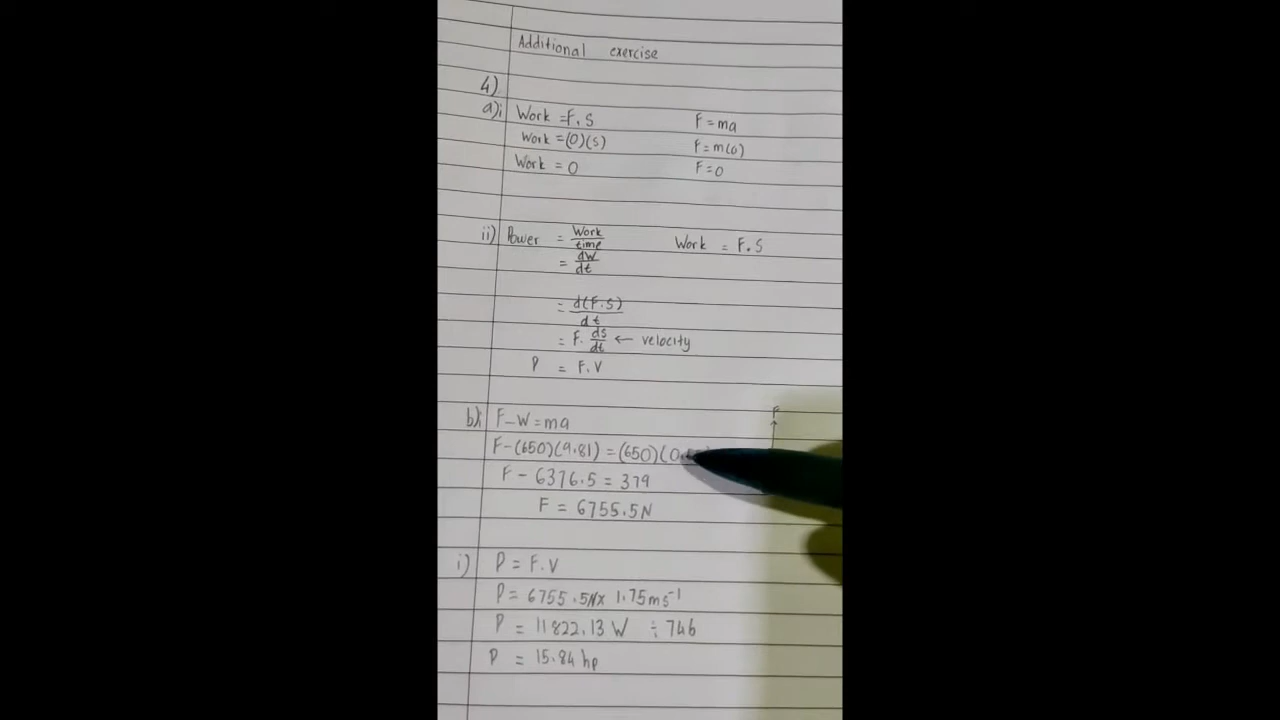 Additional exercise
4)
a)i Work = F.S F = ma
Work = (0)(s) F = m(0)
Work = 0 F = 0
ii) Power = Work/time Work = F.S
= dW/dt
= d(F.S)/dt
= F. ds/dt ← velocity
P = F.V
b)i F-W = ma
F-(650)(9.81) = (650)(0.
F - 6376.5 = 379
F = 6755.5N
i) P = F.V
P = 6755.5N x 1.75ms⁻¹
P = 11822.13 W ÷ 746
P = 15.84 hp